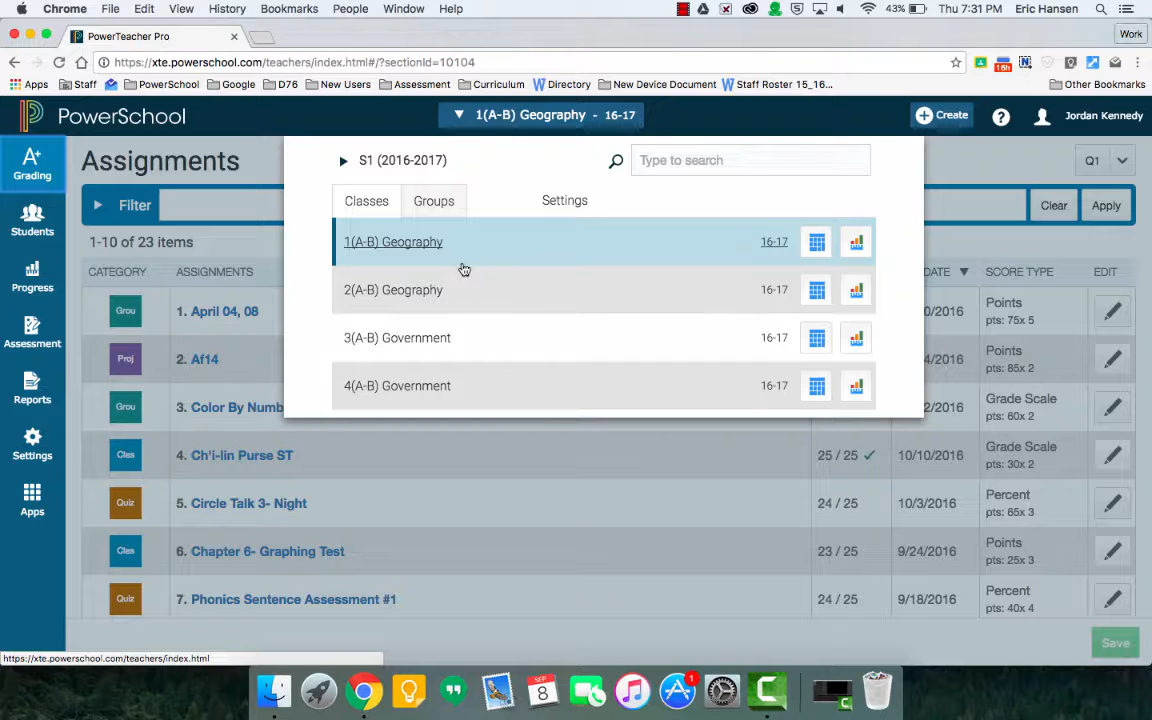 Chrome File Edit View History Bookmarks People Window Help 43% Thu 7:31 PM Eric Hansen
PowerTeacher Pro Work
https://xte.powerschool.com/teachers/index.html#/?sectionId=10104
Apps Staff PowerSchool Google D76 New Users Assessment Curriculum Directory New Device Document Staff Roster 15_16... Other Bookmarks
PowerSchool 1(A-B) Geography - 16-17 Create Jordan Kennedy
Grading
Students
Progress
Assessment
Reports
Settings
Apps
Assignments S1 (2016-2017) Type to search Q1
Filter Classes Groups Settings Clear Apply
1-10 of 23 items 1(A-B) Geography 16-17
CATEGORY ASSIGNMENTS DATE SCORE TYPE EDIT
2(A-B) Geography 16-17
Grou 1. April 04, 08 0/2016 Points
pts: 75x 5
3(A-B) Government 16-17
Proj 2. Af14 0/2016 Points
pts: 85x 2
4(A-B) Government 16-17
Grou 3. Color By Numb 2/2016 Grade Scale
pts: 60x 2
Cles 4. Ch'i-lin Purse ST 25 / 25 10/10/2016 Grade Scale
pts: 30x 2
Quiz 5. Circle Talk 3- Night 24 / 25 10/3/2016 Percent
pts: 65x 3
Cles 6. Chapter 6- Graphing Test 23 / 25 9/24/2016 Points
pts: 25x 3
Quiz 7. Phonics Sentence Assessment #1 24 / 25 9/18/2016 Percent
pts: 40x 4
Save
https://xte.powerschool.com/teachers/index.html
SEP
8
1